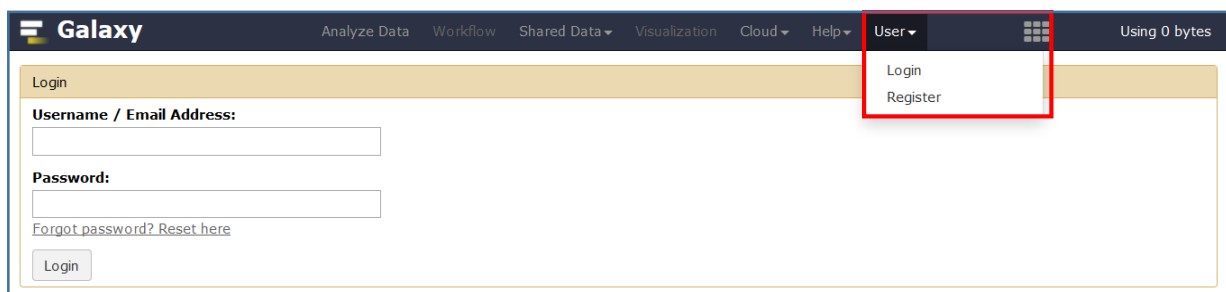 Galaxy Analyze Data Workflow Shared Data Visualization Cloud Help User Using 0 bytes
Login
Register
Login
Username / Email Address:
Password:
Forgot password? Reset here
Login